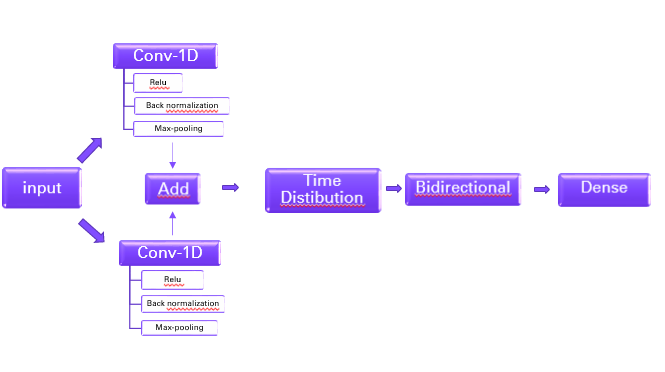 Conv-1D
Relu
Back normalization
Max-pooling
input
Add
Time
Distibution
Bidirectional
Dense
Conv-1D
Relu
Back normalization
Max-pooling